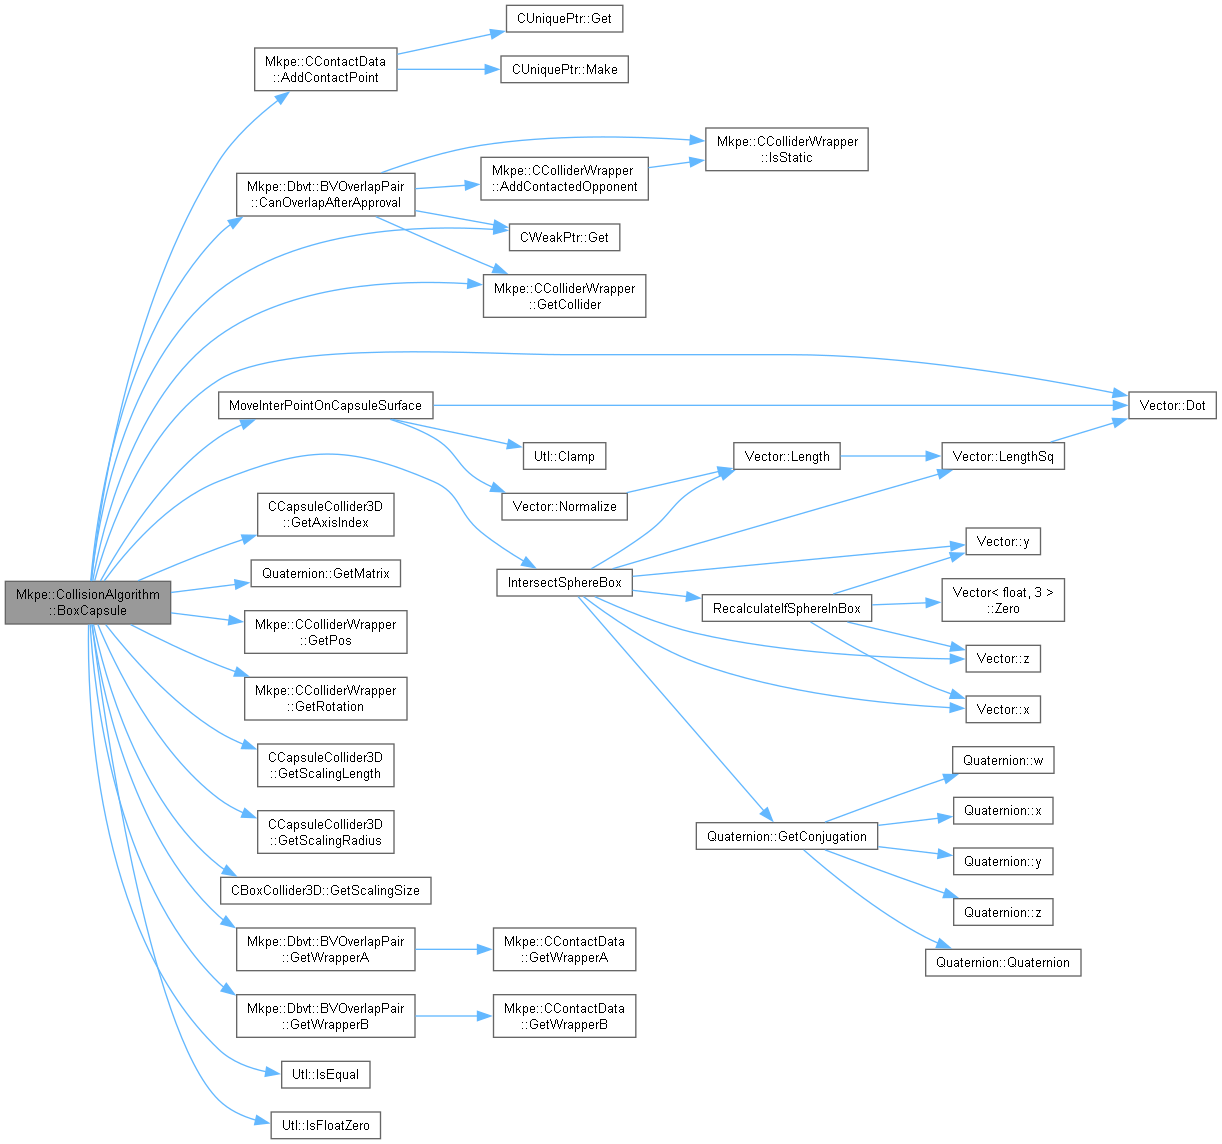 CUniquePtr::Get
Mkpe::CContactData
::AddContactPoint
CUniquePtr::Make
Mkpe::CColliderWrapper
::IsStatic
Mkpe::CColliderWrapper
::AddContactedOpponent
Mkpe::Dbvt::BVOverlapPair
::CanOverlapAfterApproval
CWeakPtr::Get
Mkpe::CColliderWrapper
::GetCollider
MoveInterPointOnCapsuleSurface
Vector::Dot
Utl::Clamp
Vector::Length
Vector::LengthSq
Vector::Normalize
CCapsuleCollider3D
::GetAxisIndex
Vector::y
Quaternion::GetMatrix
IntersectSphereBox
Mkpe::CollisionAlgorithm
::BoxCapsule
RecalculateIfSphereInBox
Vector< float, 3 >
::Zero
Mkpe::CColliderWrapper
::GetPos
Vector::z
Mkpe::CColliderWrapper
::GetRotation
Vector::x
CCapsuleCollider3D
::GetScalingLength
Quaternion::w
Quaternion::x
CCapsuleCollider3D
::GetScalingRadius
Quaternion::GetConjugation
Quaternion::y
CBoxCollider3D::GetScalingSize
Quaternion::z
Mkpe::Dbvt::BVOverlapPair
::GetWrapperA
Mkpe::CContactData
::GetWrapperA
Quaternion::Quaternion
Mkpe::Dbvt::BVOverlapPair
::GetWrapperB
Mkpe::CContactData
::GetWrapperB
Utl::IsEqual
Utl::IsFloatZero